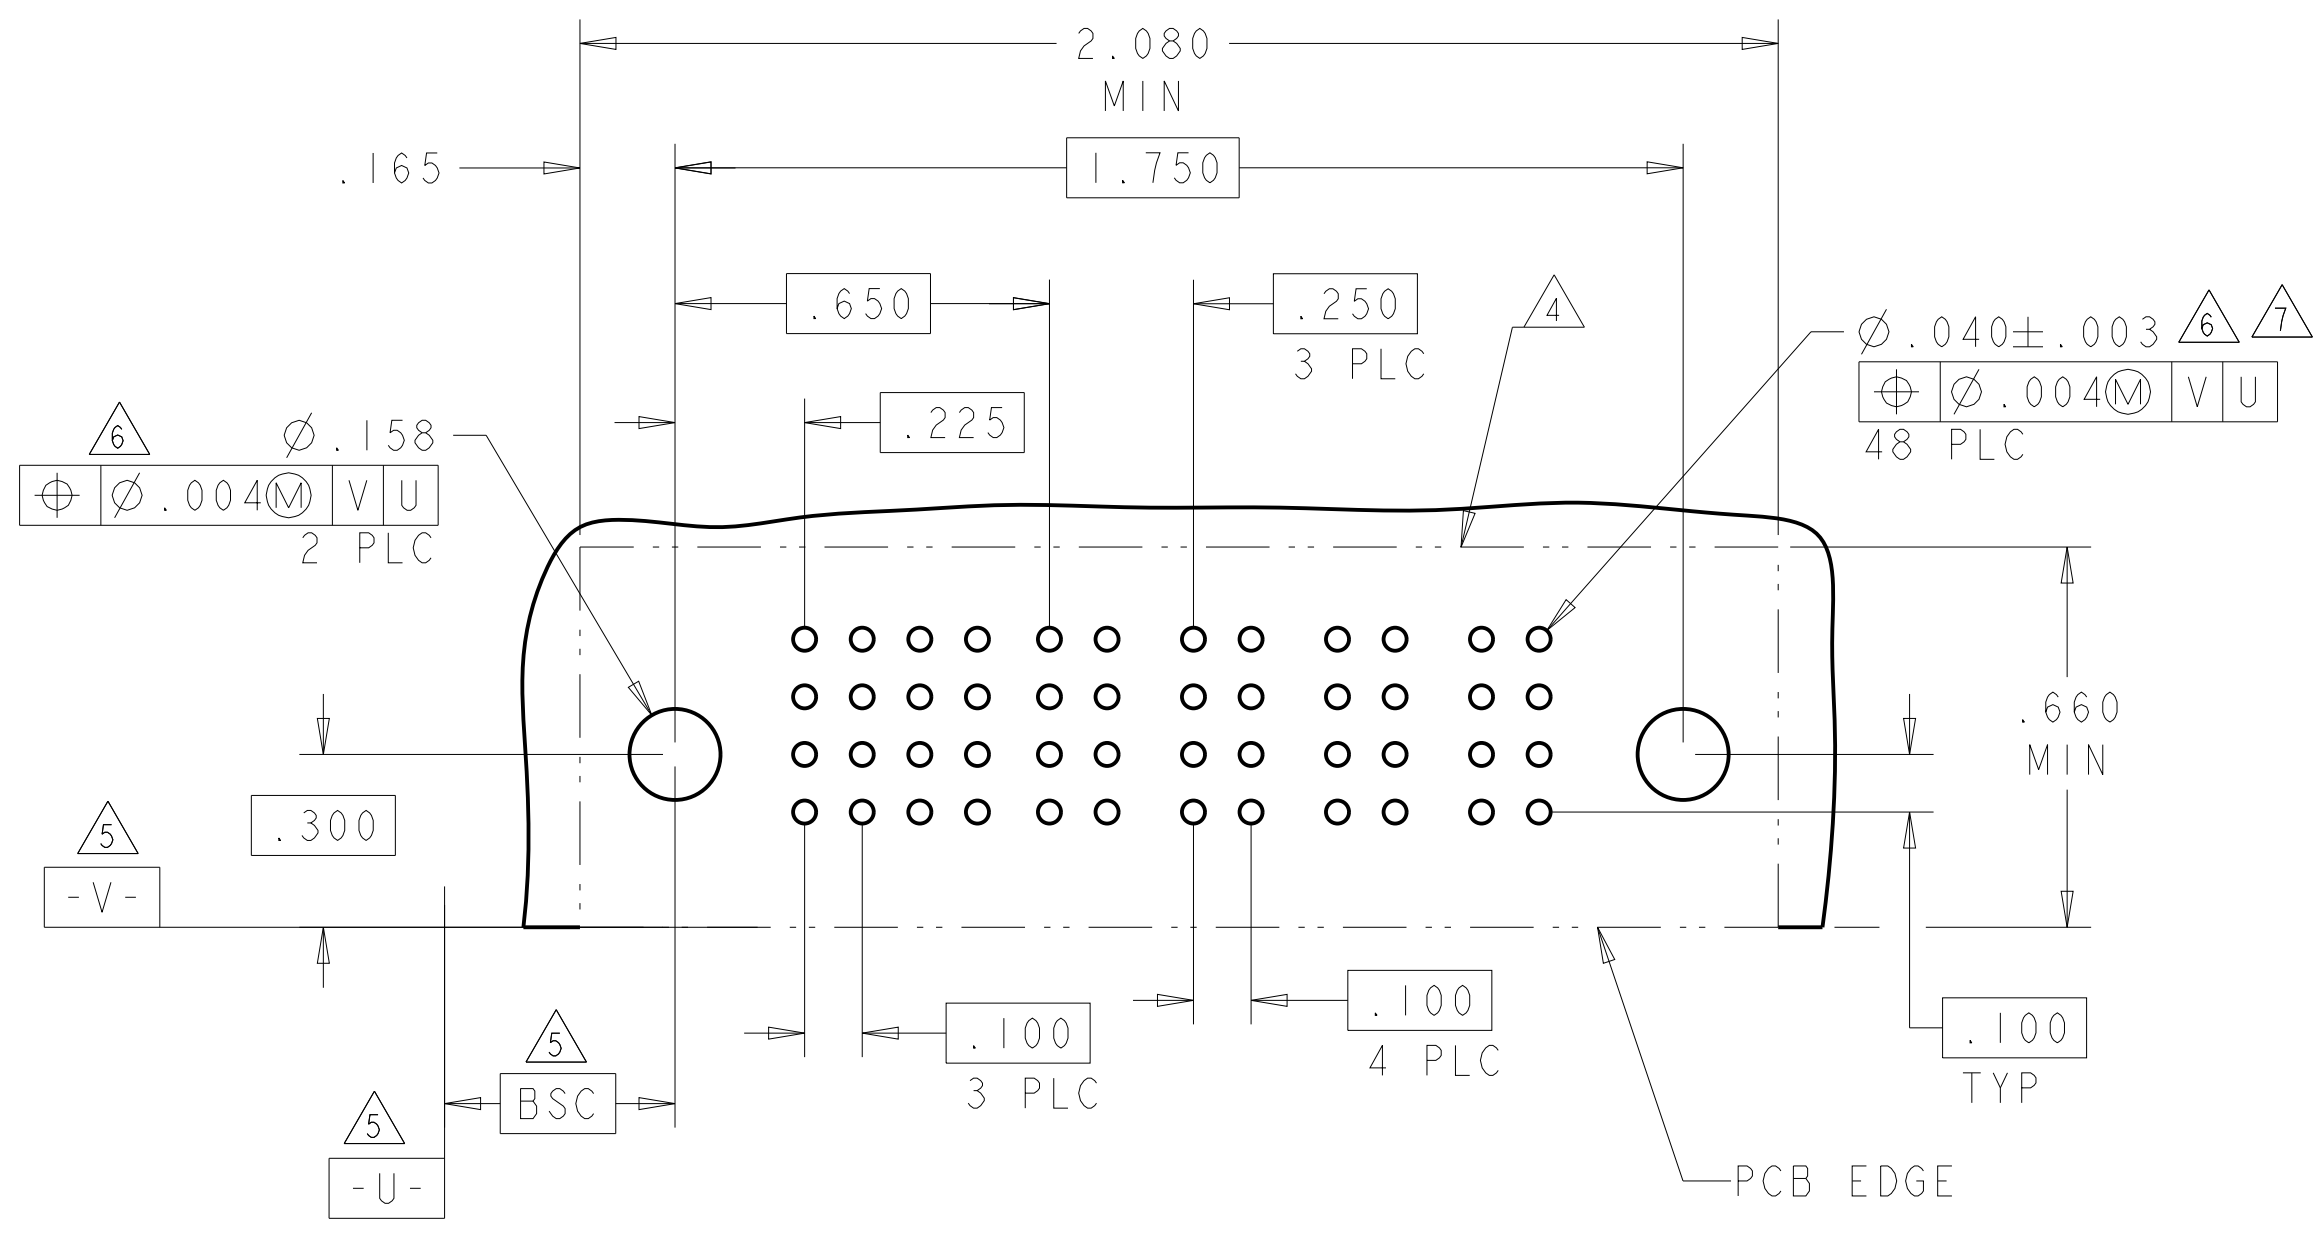 2.080
MIN
.165
1.750
.650
.250
3 PLC
4
⌀.040±.003 6 7
⌖ ⌀.004Ⓜ V U
48 PLC
.225
6 ⌀.158
⌖ ⌀.004Ⓜ V U
2 PLC
.660
MIN
.300
5
-V-
.100
3 PLC
.100
4 PLC
.100
TYP
5
BSC
5
-U-
PCB EDGE